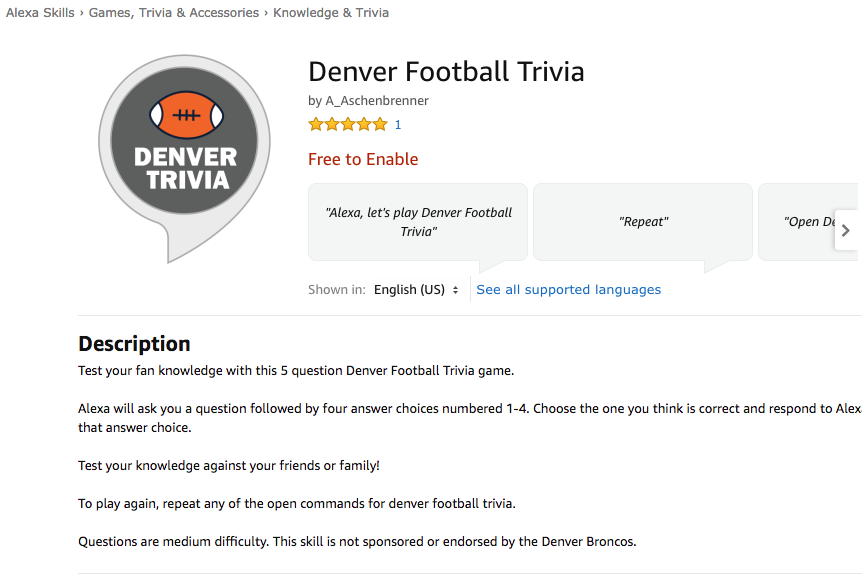 Alexa Skills › Games, Trivia & Accessories › Knowledge & Trivia
DENVER
TRIVIA
Denver Football Trivia
by A_Aschenbrenner
1
Free to Enable
"Alexa, let's play Denver Football
Trivia"
"Repeat"
"Open De
Shown in: English (US) See all supported languages
Description
Test your fan knowledge with this 5 question Denver Football Trivia game.
Alexa will ask you a question followed by four answer choices numbered 1-4. Choose the one you think is correct and respond to Alexa
that answer choice.
Test your knowledge against your friends or family!
To play again, repeat any of the open commands for denver football trivia.
Questions are medium difficulty. This skill is not sponsored or endorsed by the Denver Broncos.